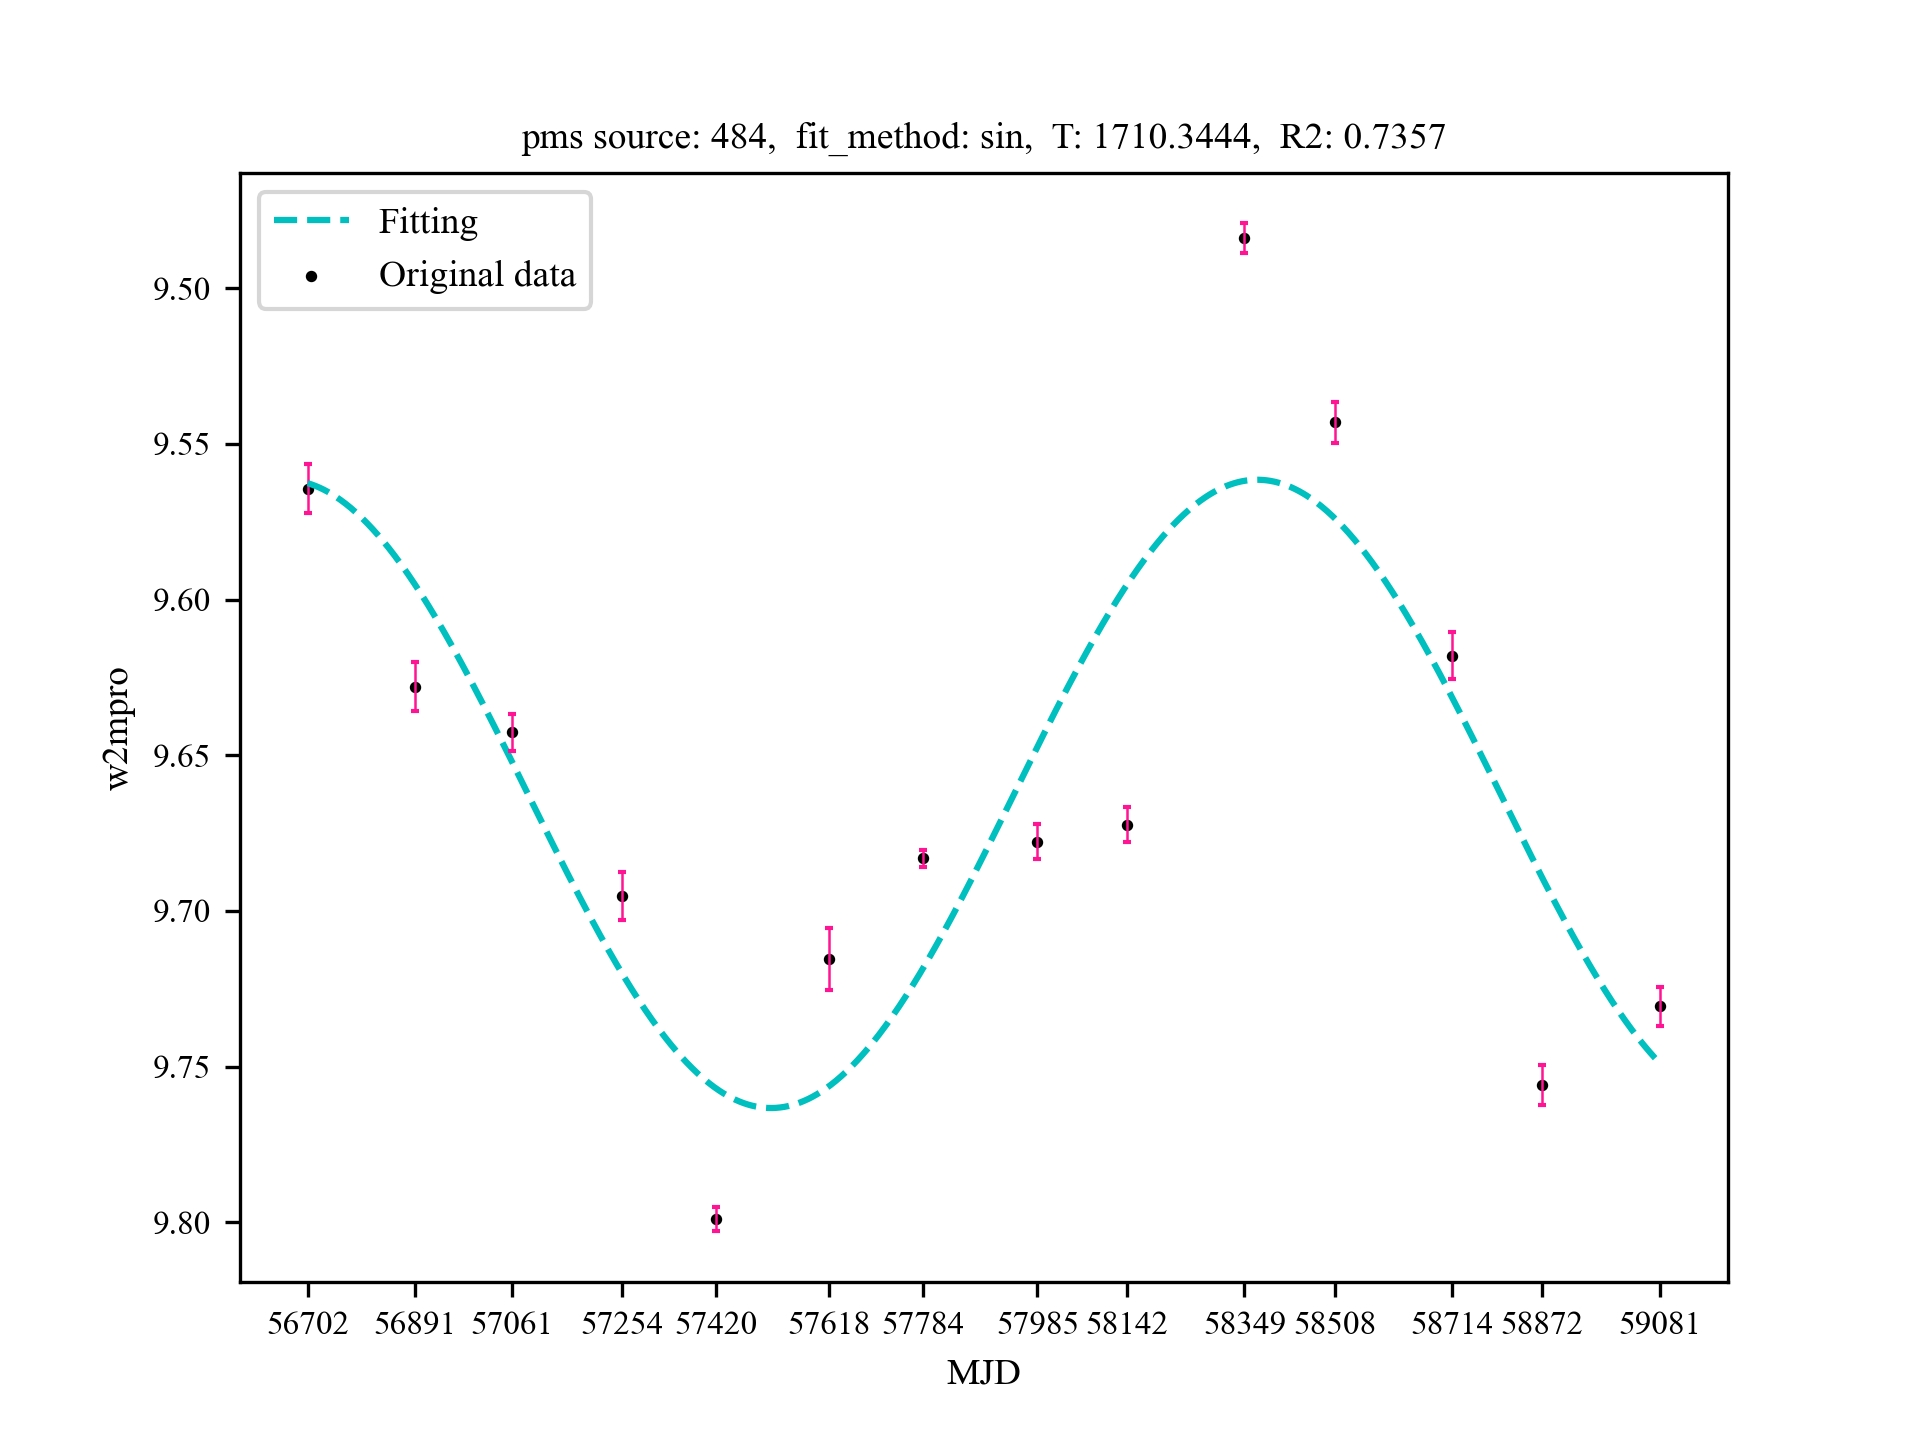 pms source: 484,  fit_method: sin,  T: 1710.3444,  R2: 0.7357
Fitting
Original data
9.50
9.55
9.60
9.65
9.70
9.75
9.80
w2mpro
56702 56891 57061 57254 57420 57618 57784 57985 58142 58349 58508 58714 58872 59081
MJD